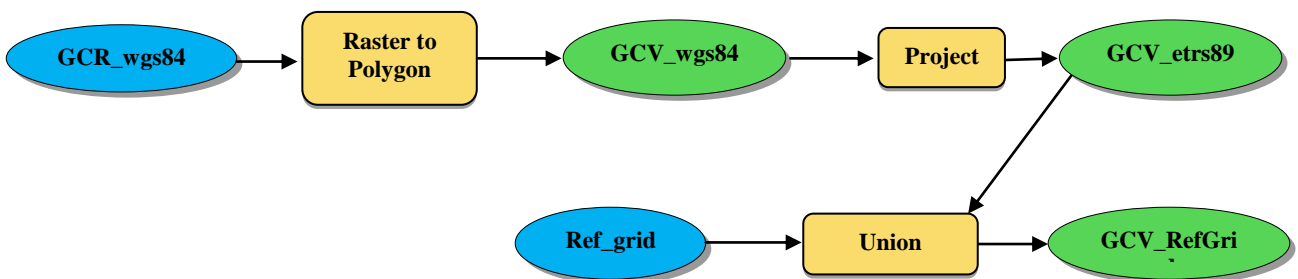 GCR_wgs84
Raster to
Polygon
GCV_wgs84
Project
GCV_etrs89
Ref_grid
Union
GCV_RefGri